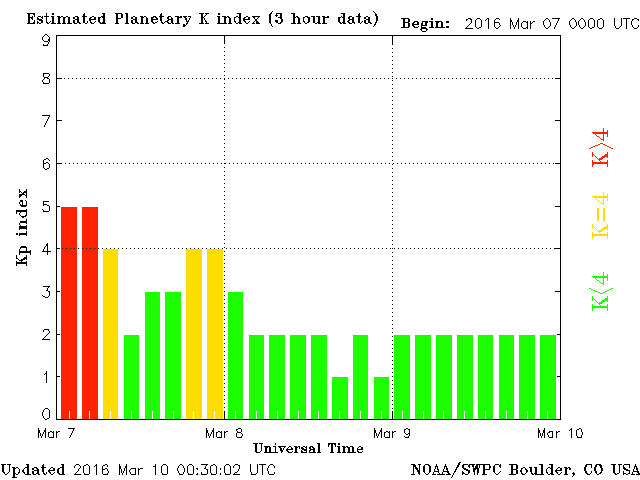 Estimated Planetary K index (3 hour data) Begin: 2016 Mar 07 0000 UTC
9
8
7
6
5
4
3
2
1
0
Kp index
K>4
K=4
K<4
Mar 7 Mar 8 Mar 9 Mar 10
Universal Time
Updated 2016 Mar 10 00:30:02 UTC NOAA/SWPC Boulder, CO USA